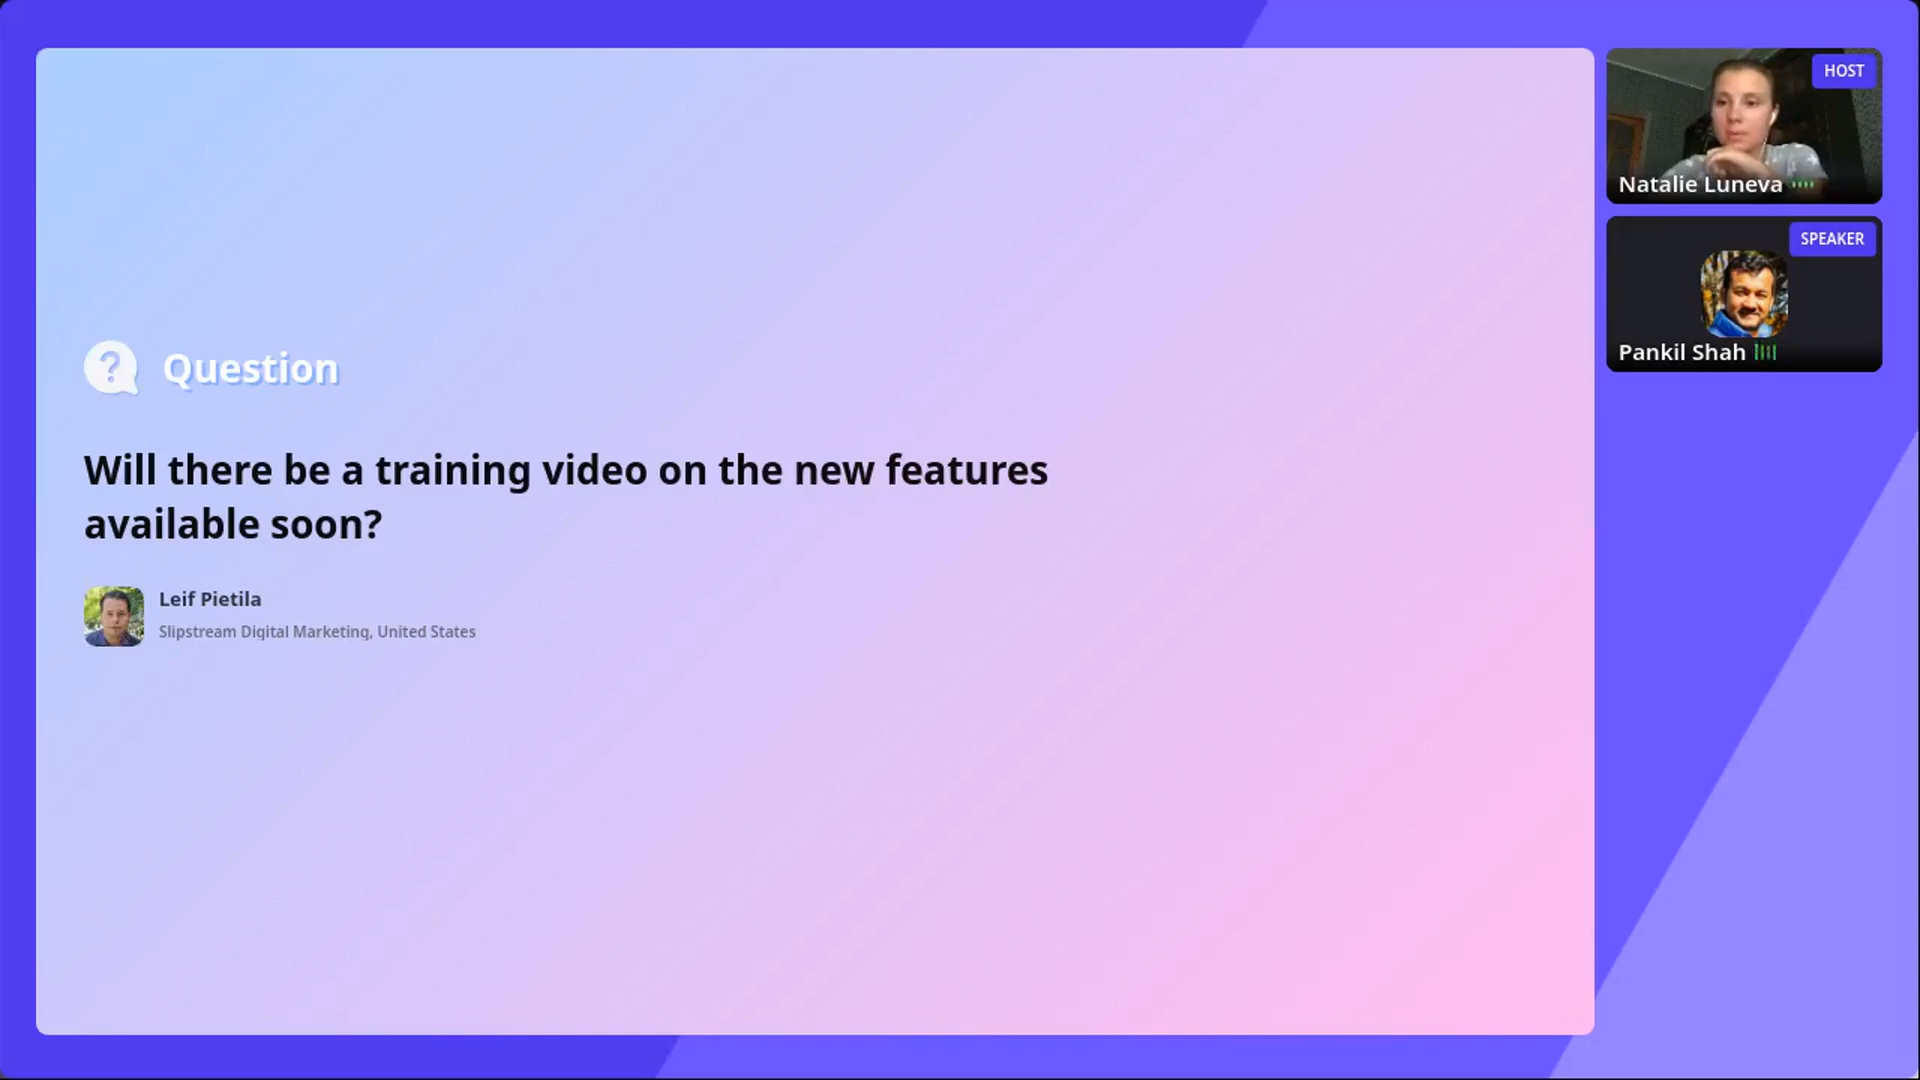 Question
Will there be a training video on the new features
available soon?
Leif Pietila
Slipstream Digital Marketing, United States
HOST
Natalie Luneva
SPEAKER
Pankil Shah